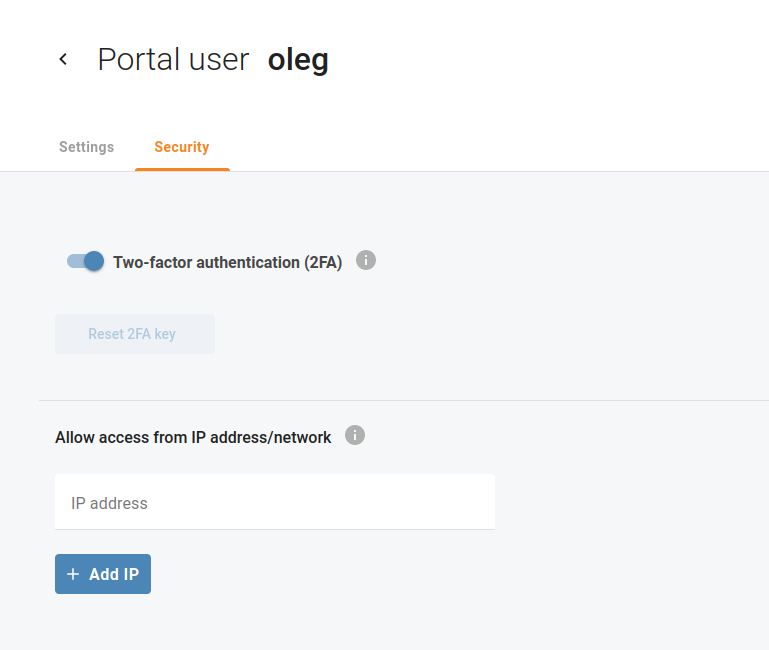 Portal user oleg
Settings Security
Two-factor authentication (2FA)
Reset 2FA key
Allow access from IP address/network
IP address
+ Add IP